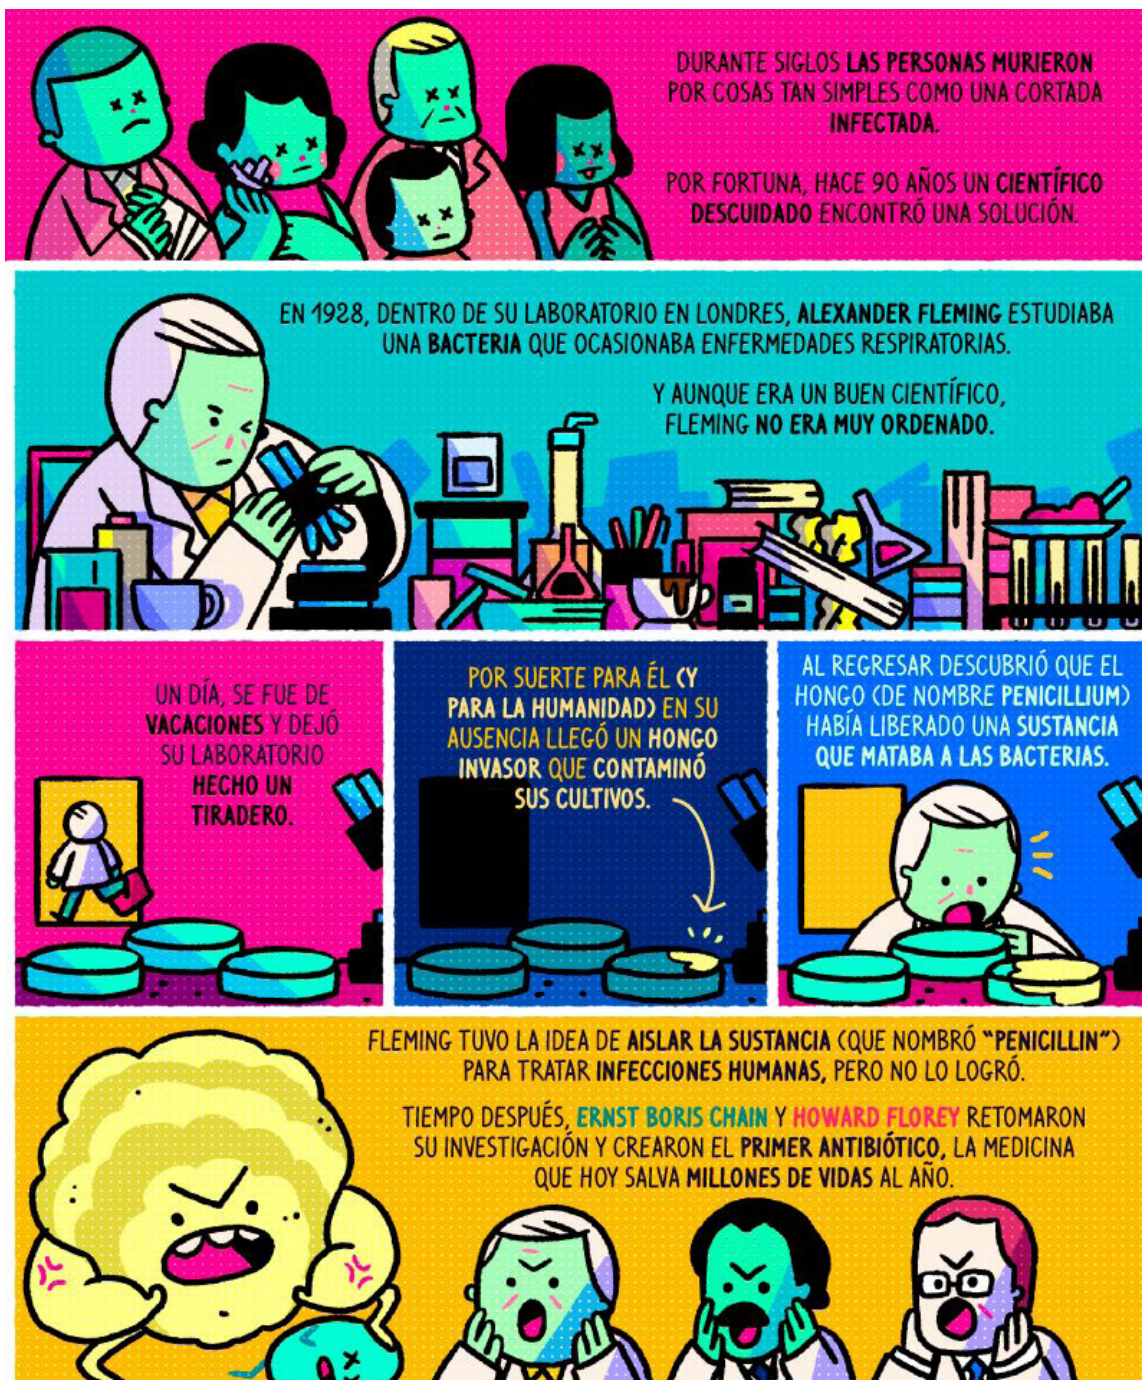 DURANTE SIGLOS LAS PERSONAS MURIERON
POR COSAS TAN SIMPLES COMO UNA CORTADA
INFECTADA.
POR FORTUNA, HACE 90 AÑOS UN CIENTÍFICO
DESCUIDADO ENCONTRÓ UNA SOLUCIÓN.
EN 1928, DENTRO DE SU LABORATORIO EN LONDRES, ALEXANDER FLEMING ESTUDIABA
UNA BACTERIA QUE OCASIONABA ENFERMEDADES RESPIRATORIAS.
Y AUNQUE ERA UN BUEN CIENTÍFICO,
FLEMING NO ERA MUY ORDENADO.
UN DÍA, SE FUE DE
VACACIONES Y DEJÓ
SU LABORATORIO
HECHO UN
TIRADERO.
POR SUERTE PARA ÉL (Y
PARA LA HUMANIDAD) EN SU
AUSENCIA LLEGÓ UN HONGO
INVASOR QUE CONTAMINÓ
SUS CULTIVOS.
AL REGRESAR DESCUBRIÓ QUE EL
HONGO (DE NOMBRE PENICILLIUM)
HABÍA LIBERADO UNA SUSTANCIA
QUE MATABA A LAS BACTERIAS.
FLEMING TUVO LA IDEA DE AISLAR LA SUSTANCIA (QUE NOMBRÓ "PENICILLIN")
PARA TRATAR INFECCIONES HUMANAS, PERO NO LO LOGRÓ.
TIEMPO DESPUÉS, ERNST BORIS CHAIN Y HOWARD FLOREY RETOMARON
SU INVESTIGACIÓN Y CREARON EL PRIMER ANTIBIÓTICO, LA MEDICINA
QUE HOY SALVA MILLONES DE VIDAS AL AÑO.